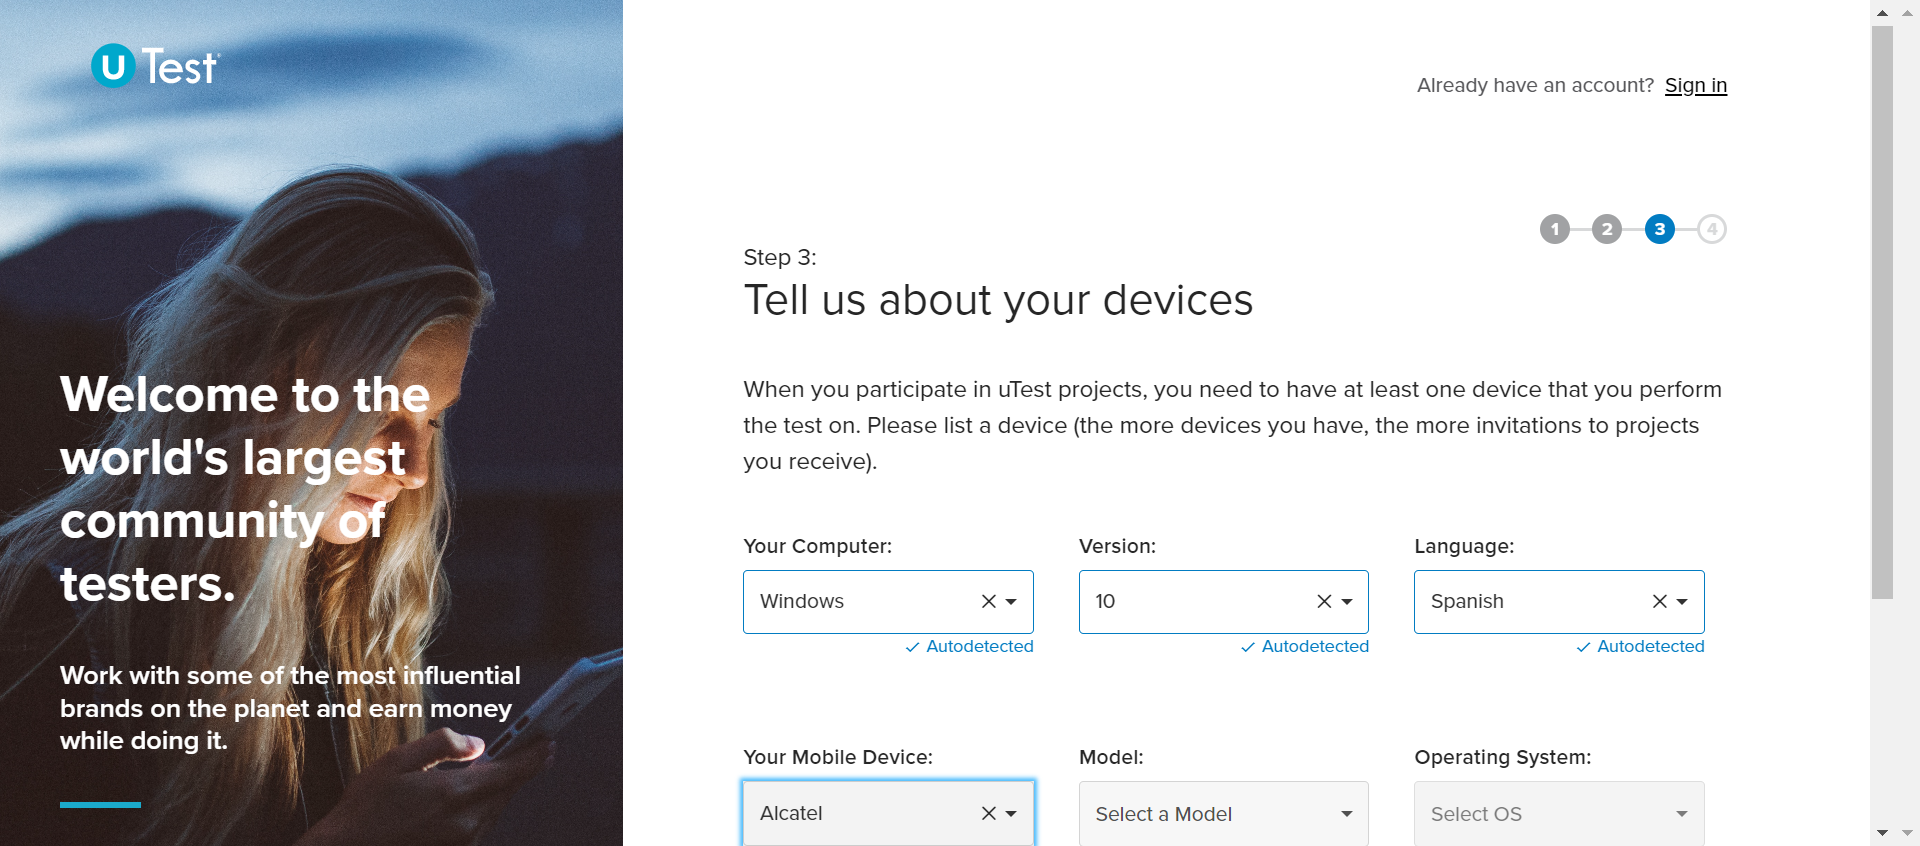 uTest
Already have an account? Sign in
1 2 3 4
Step 3:
Tell us about your devices
Welcome to the
world's largest
community of
testers.
Work with some of the most influential
brands on the planet and earn money
while doing it.
When you participate in uTest projects, you need to have at least one device that you perform
the test on. Please list a device (the more devices you have, the more invitations to projects
you receive).
Your Computer: Version: Language:
Windows 10 Spanish
Autodetected Autodetected Autodetected
Your Mobile Device: Model: Operating System:
Alcatel Select a Model Select OS